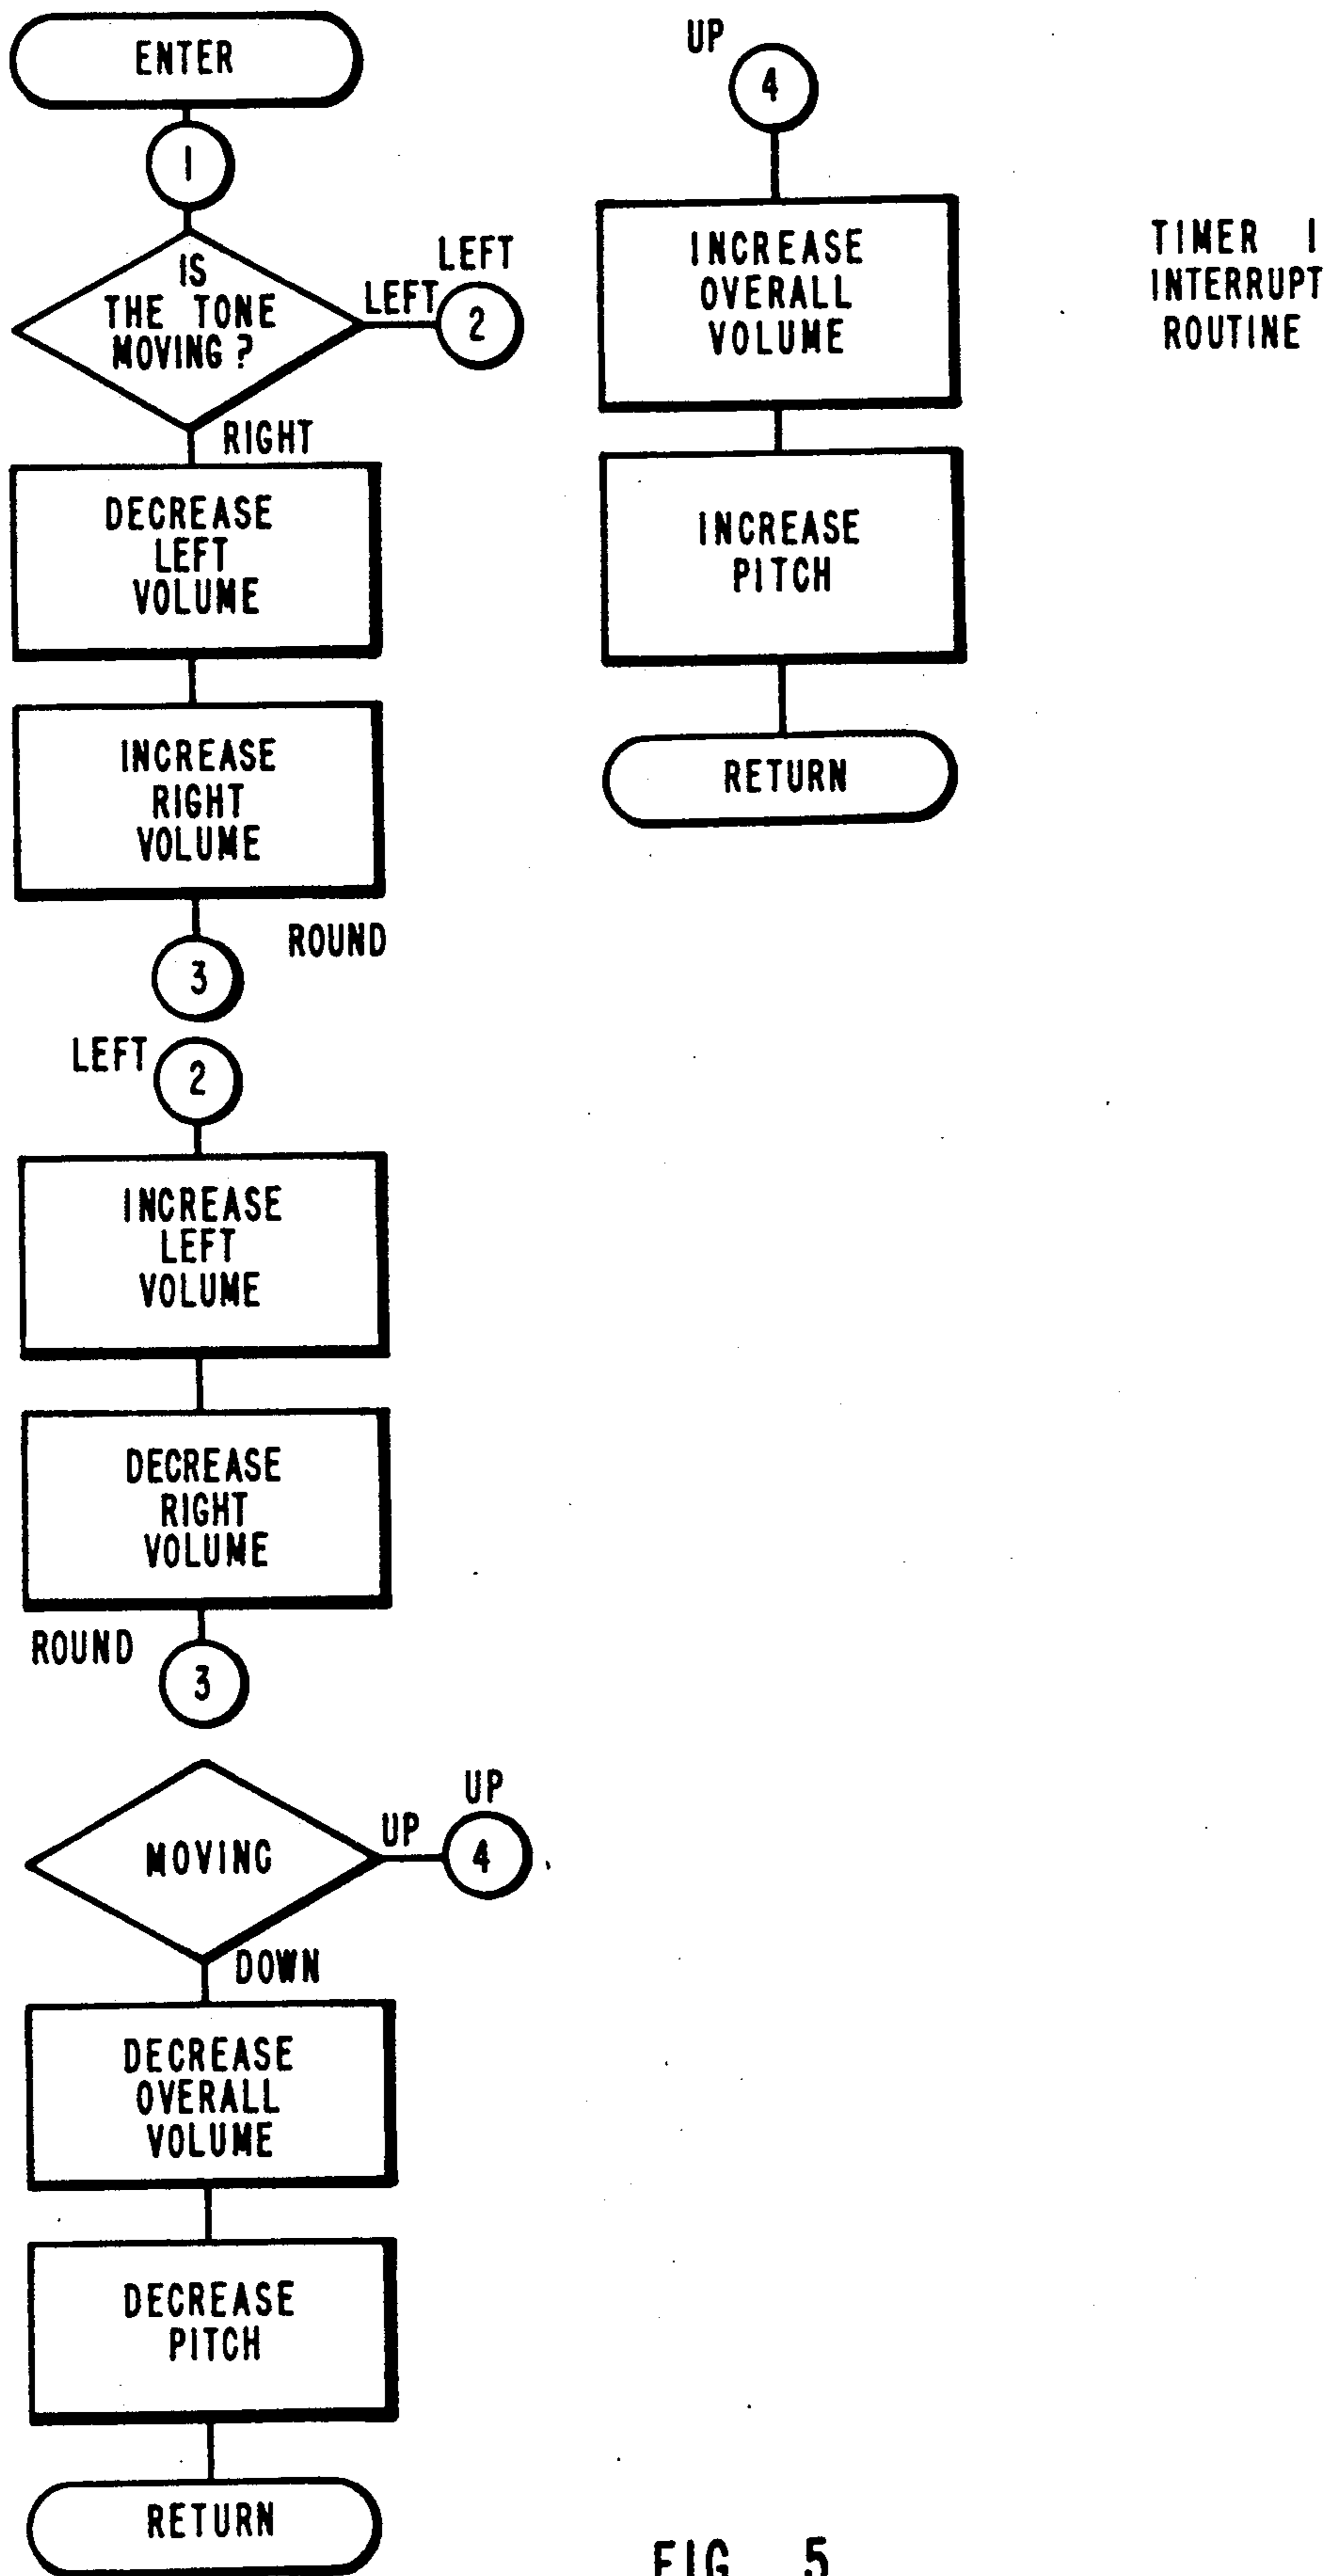 ENTER
1
IS
THE TONE
MOVING?
LEFT
LEFT
2
RIGHT
DECREASE
LEFT
VOLUME
INCREASE
RIGHT
VOLUME
ROUND
3
LEFT
2
INCREASE
LEFT
VOLUME
DECREASE
RIGHT
VOLUME
ROUND
3
MOVING
UP
UP
4
DOWN
DECREASE
OVERALL
VOLUME
DECREASE
PITCH
RETURN
UP
4
INCREASE
OVERALL
VOLUME
INCREASE
PITCH
RETURN
TIMER 1
INTERRUPT
ROUTINE
FIG 5